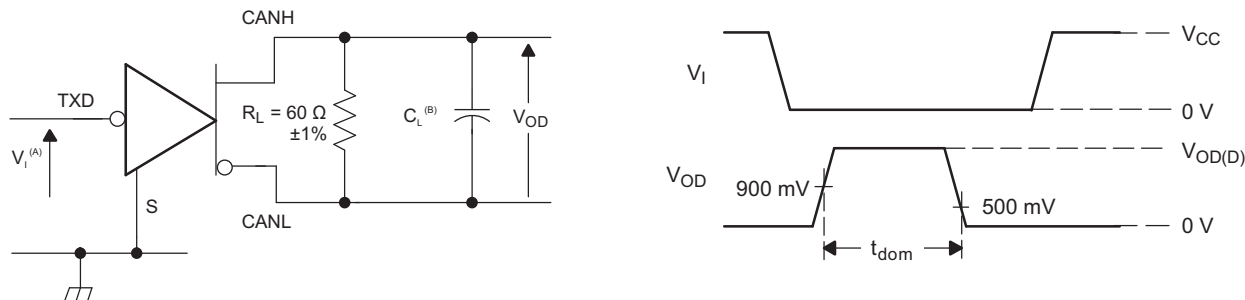 CANH
TXD
R_L = 60 Ω
±1%
C_L (B)
V_OD
V_I (A)
S
CANL
V_I
V_CC
0 V
V_OD
900 mV
V_OD(D)
500 mV
0 V
t_dom